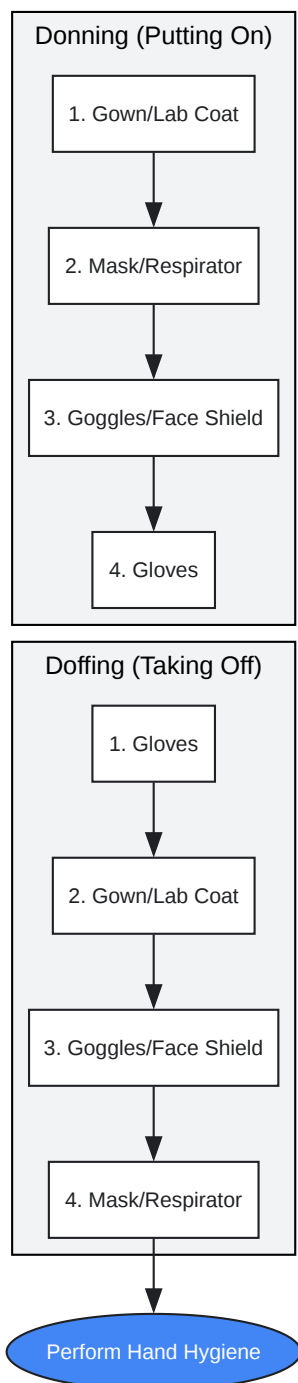 Donning (Putting On)
1. Gown/Lab Coat
2. Mask/Respirator
3. Goggles/Face Shield
4. Gloves
Doffing (Taking Off)
1. Gloves
2. Gown/Lab Coat
3. Goggles/Face Shield
4. Mask/Respirator
Perform Hand Hygiene